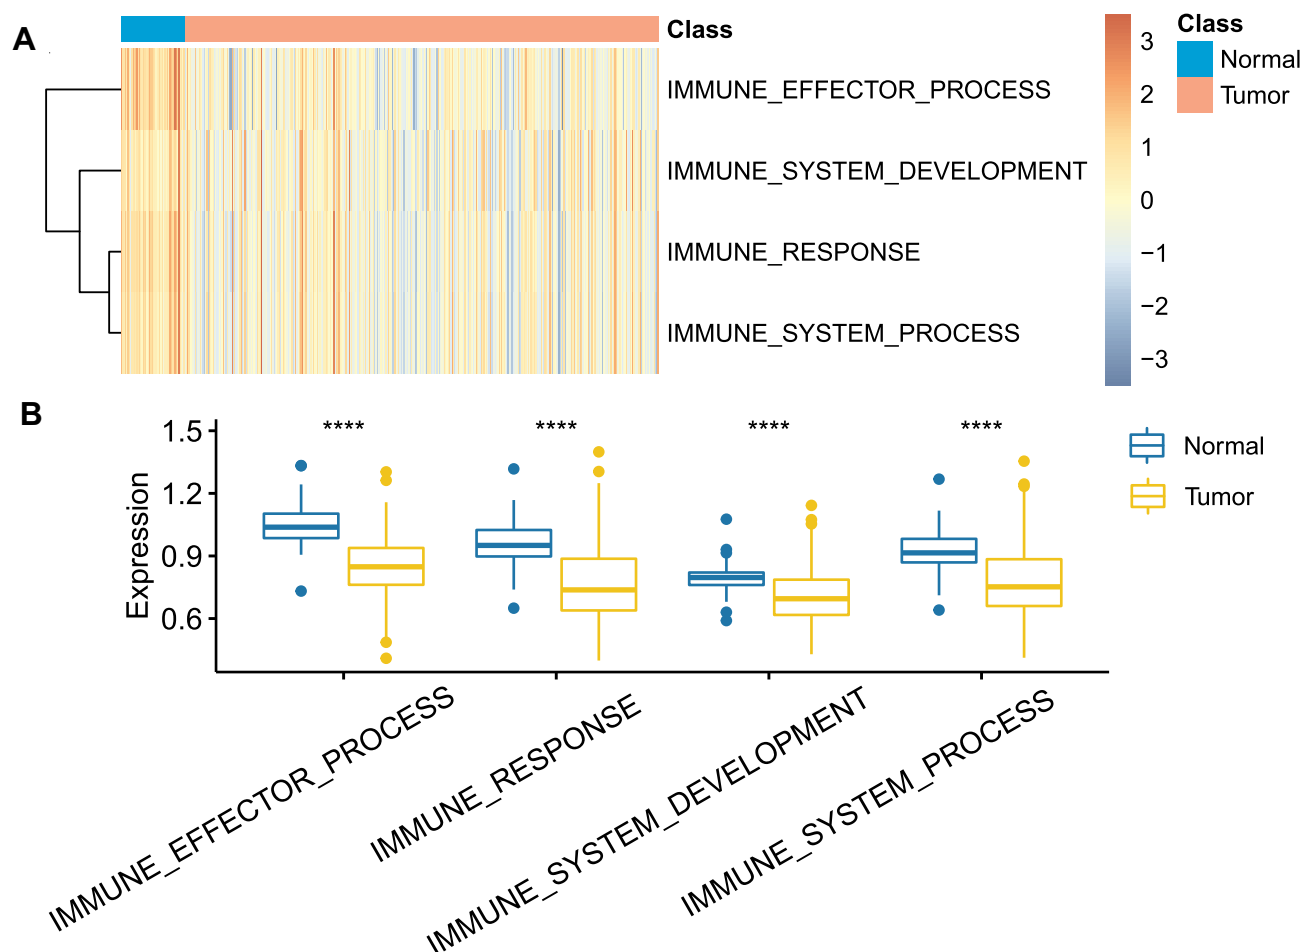 A
Class
IMMUNE_EFFECTOR_PROCESS
IMMUNE_SYSTEM_DEVELOPMENT
IMMUNE_RESPONSE
IMMUNE_SYSTEM_PROCESS
3
2
1
0
−1
−2
−3
Class
Normal
Tumor
B
Expression
1.5
1.2
0.9
0.6
****
****
****
****
IMMUNE_EFFECTOR_PROCESS
IMMUNE_RESPONSE
IMMUNE_SYSTEM_DEVELOPMENT
IMMUNE_SYSTEM_PROCESS
Normal
Tumor